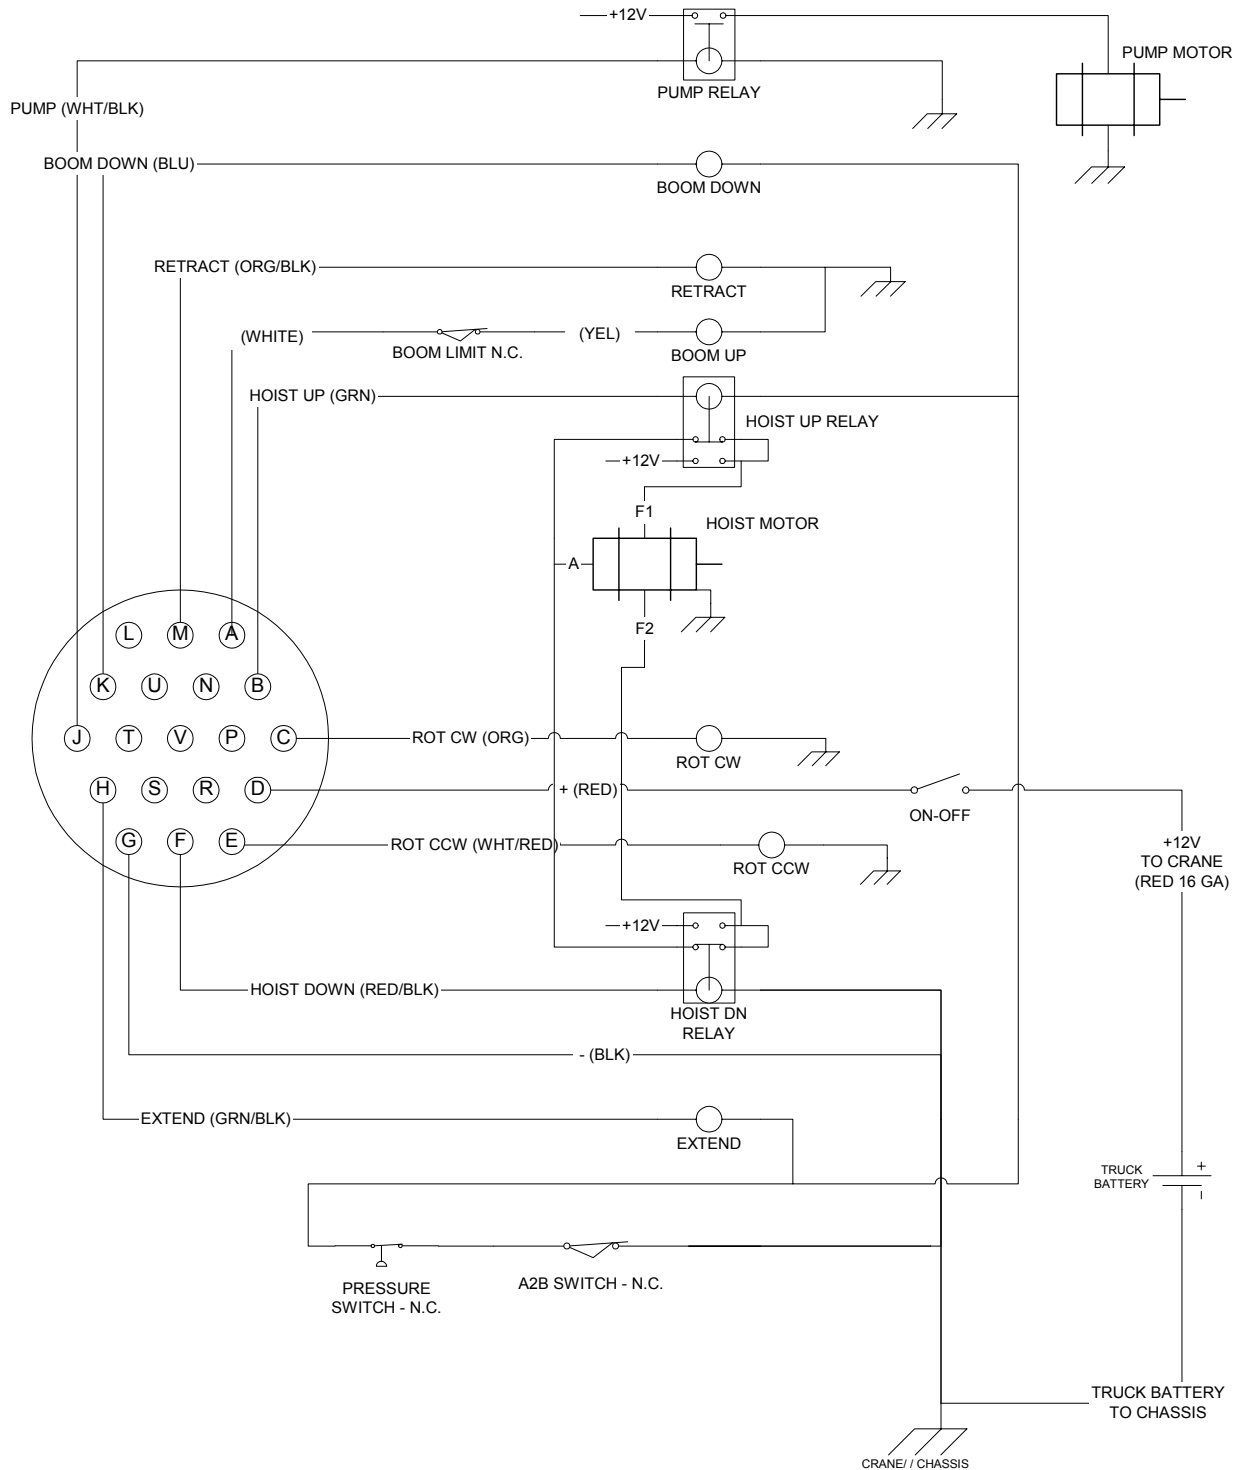 +12V
PUMP MOTOR
PUMP RELAY
PUMP (WHT/BLK)
BOOM DOWN (BLU)
BOOM DOWN
RETRACT (ORG/BLK)
RETRACT
(WHITE)
(YEL)
BOOM LIMIT N.C.
BOOM UP
HOIST UP (GRN)
HOIST UP RELAY
+12V
F1
HOIST MOTOR
A
F2
L M A
K U N B
J T V P C
H S R D
G F E
ROT CW (ORG)
ROT CW
+ (RED)
ON-OFF
+12V
TO CRANE
(RED 16 GA)
ROT CCW (WHT/RED)
ROT CCW
+12V
HOIST DOWN (RED/BLK)
HOIST DN
RELAY
- (BLK)
EXTEND (GRN/BLK)
EXTEND
TRUCK
BATTERY
+
–
PRESSURE
SWITCH - N.C.
A2B SWITCH - N.C.
TRUCK BATTERY
TO CHASSIS
CRANE/ / CHASSIS